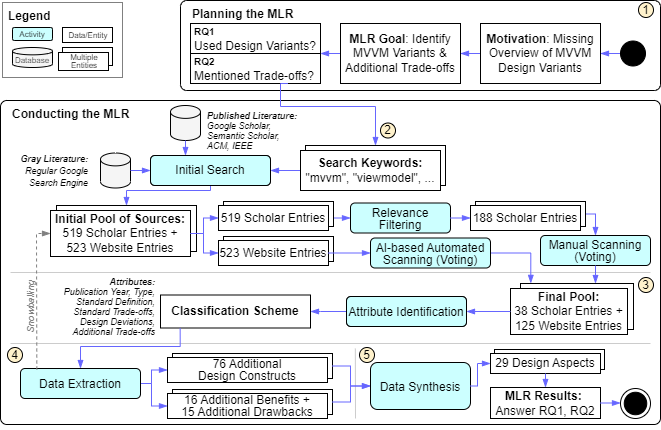 Legend
Activity
Data/Entity
Database
Multiple
Entities
Planning the MLR
1
RQ1
Used Design Variants?
RQ2
Mentioned Trade-offs?
MLR Goal: Identify
MVVM Variants &
Additional Trade-offs
Motivation: Missing
Overview of MVVM
Design Variants
Conducting the MLR
Published Literature:
Google Scholar,
Semantic Scholar,
ACM, IEEE
2
Gray Literature:
Regular Google
Search Engine
Initial Search
Search Keywords:
"mvvm", "viewmodel", ...
Initial Pool of Sources:
519 Scholar Entries +
523 Website Entries
519 Scholar Entries
Relevance
Filtering
188 Scholar Entries
523 Website Entries
AI-based Automated
Scanning (Voting)
Manual Scanning
(Voting)
Snowballing
3
Attributes:
Publication Year, Type,
Standard Definition,
Standard Trade-offs,
Design Deviations,
Additional Trade-offs
Classification Scheme
Attribute Identification
Final Pool:
38 Scholar Entries +
125 Website Entries
4
Data Extraction
76 Additional
Design Constructs
16 Additional Benefits +
15 Additional Drawbacks
5
Data Synthesis
29 Design Aspects
MLR Results:
Answer RQ1, RQ2